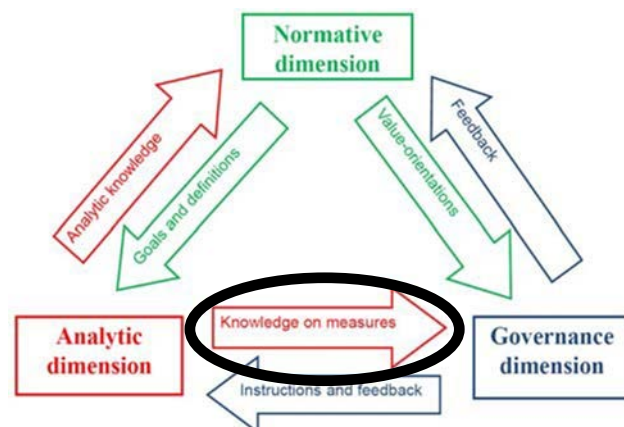 Normative
dimension
Analytic knowledge
Goals and definitions
Value-orientations
Feedback
Analytic
dimension
Knowledge on measures
Governance
dimension
Instructions and feedback